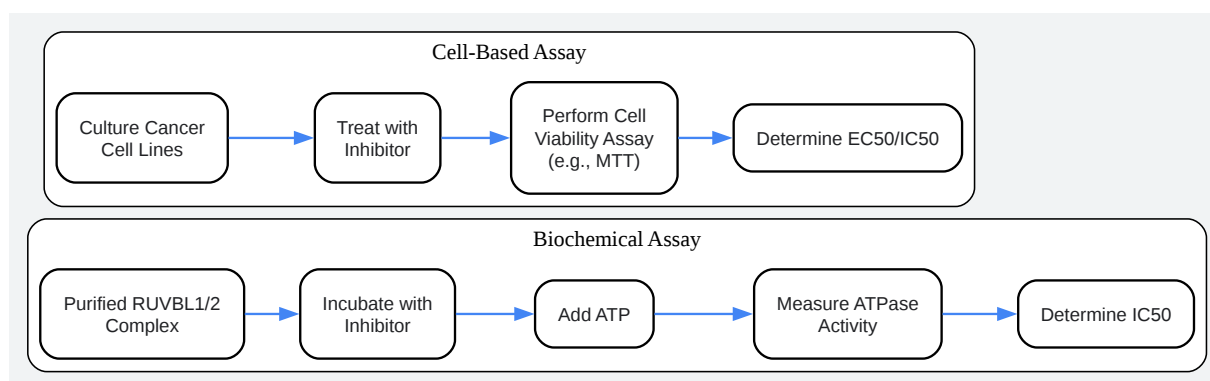 Cell-Based Assay
Culture Cancer
Cell Lines
Treat with
Inhibitor
Perform Cell
Viability Assay
(e.g., MTT)
Determine EC50/IC50
Biochemical Assay
Purified RUVBL1/2
Complex
Incubate with
Inhibitor
Add ATP
Measure ATPase
Activity
Determine IC50